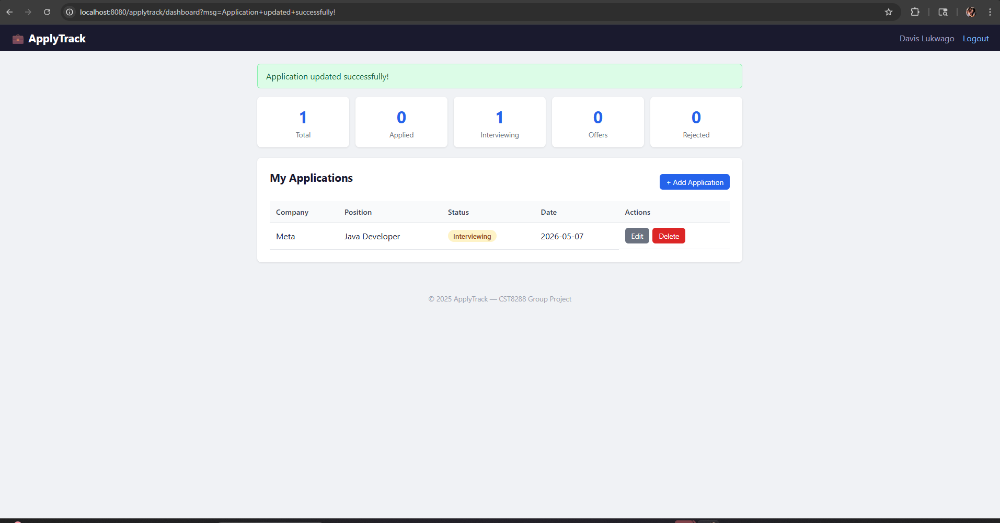 localhost:8080/applytrack/dashboard?msg=Application+updated+successfully!
ApplyTrack
Davis Lukwago Logout
Application updated successfully!
1 0 1 0 0
Total Applied Interviewing Offers Rejected
My Applications
+ Add Application
Company Position Status Date Actions
Meta Java Developer Interviewing 2026-05-07 Edit Delete
© 2025 ApplyTrack — CST8288 Group Project